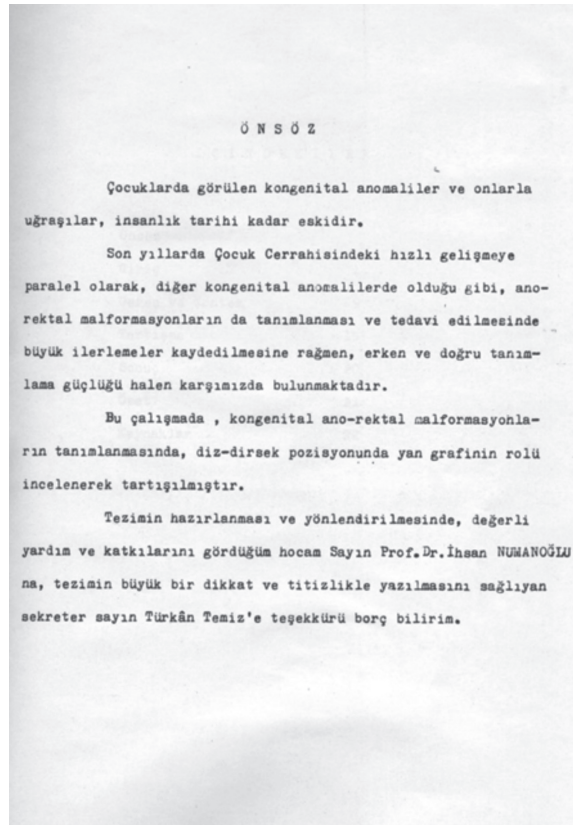 Ö N S Ö Z
Çocuklarda görülen kongenital anomaliler ve onlarla
uğraşılar, insanlık tarihi kadar eskidir.
Son yıllarda Çocuk Cerrahisindeki hızlı gelişmeye
paralel olarak, diğer kongenital anomalilerde olduğu gibi, ano-
rektal malformasyonların da tanımlanması ve tedavi edilmesinde
büyük ilerlemeler kaydedilmesine rağmen, erken ve doğru tanım-
lama güçlüğü halen karşımızda bulunmaktadır.
Bu çalışmada , kongenital ano-rektal malformasyonla-
rın tanımlanmasında, diz-dirsek pozisyonunda yan grafinin rolü
incelenerek tartışılmıştır.
Tezimin hazırlanması ve yönlendirilmesinde, değerli
yardım ve katkılarını gördüğüm hocam Sayın Prof.Dr.İhsan NUMANOĞLU
na, tezimin büyük bir dikkat ve titizlikle yazılmasını sağlıyan
sekreter sayın Türkân Temiz'e teşekkürü borç bilirim.